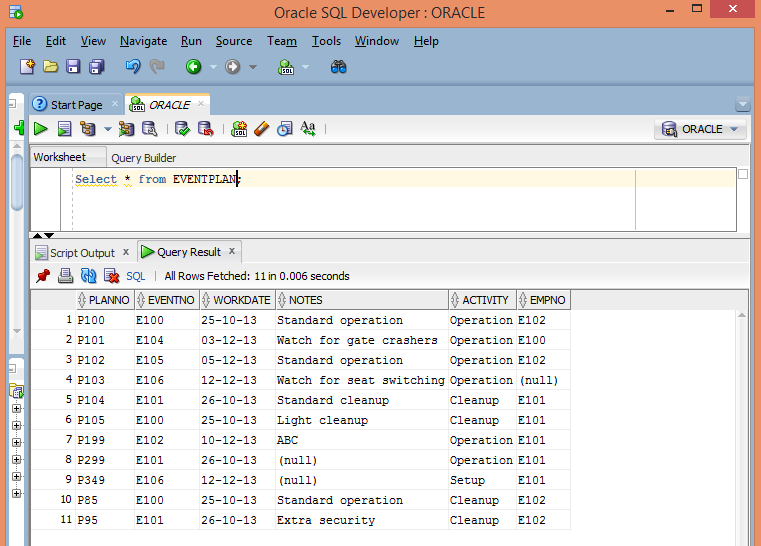 Oracle SQL Developer : ORACLE
File Edit View Navigate Run Source Team Tools Window Help
SQL
Start Page ORACLE
SQL Aa ORACLE
Worksheet Query Builder
Select * from EVENTPLAN;
Script Output x Query Result x
SQL | All Rows Fetched: 11 in 0.006 seconds
PLANNO EVENTNO WORKDATE NOTES ACTIVITY EMPNO
1 P100 E100 25-10-13 Standard operation Operation E102
2 P101 E104 03-12-13 Watch for gate crashers Operation E100
3 P102 E105 05-12-13 Standard operation Operation E102
4 P103 E106 12-12-13 Watch for seat switching Operation (null)
5 P104 E101 26-10-13 Standard cleanup Cleanup E101
6 P105 E100 25-10-13 Light cleanup Cleanup E101
7 P199 E102 10-12-13 ABC Operation E101
8 P299 E101 26-10-13 (null) Operation E101
9 P349 E106 12-12-13 (null) Setup E101
10 P85 E100 25-10-13 Standard operation Cleanup E102
11 P95 E101 26-10-13 Extra security Cleanup E102